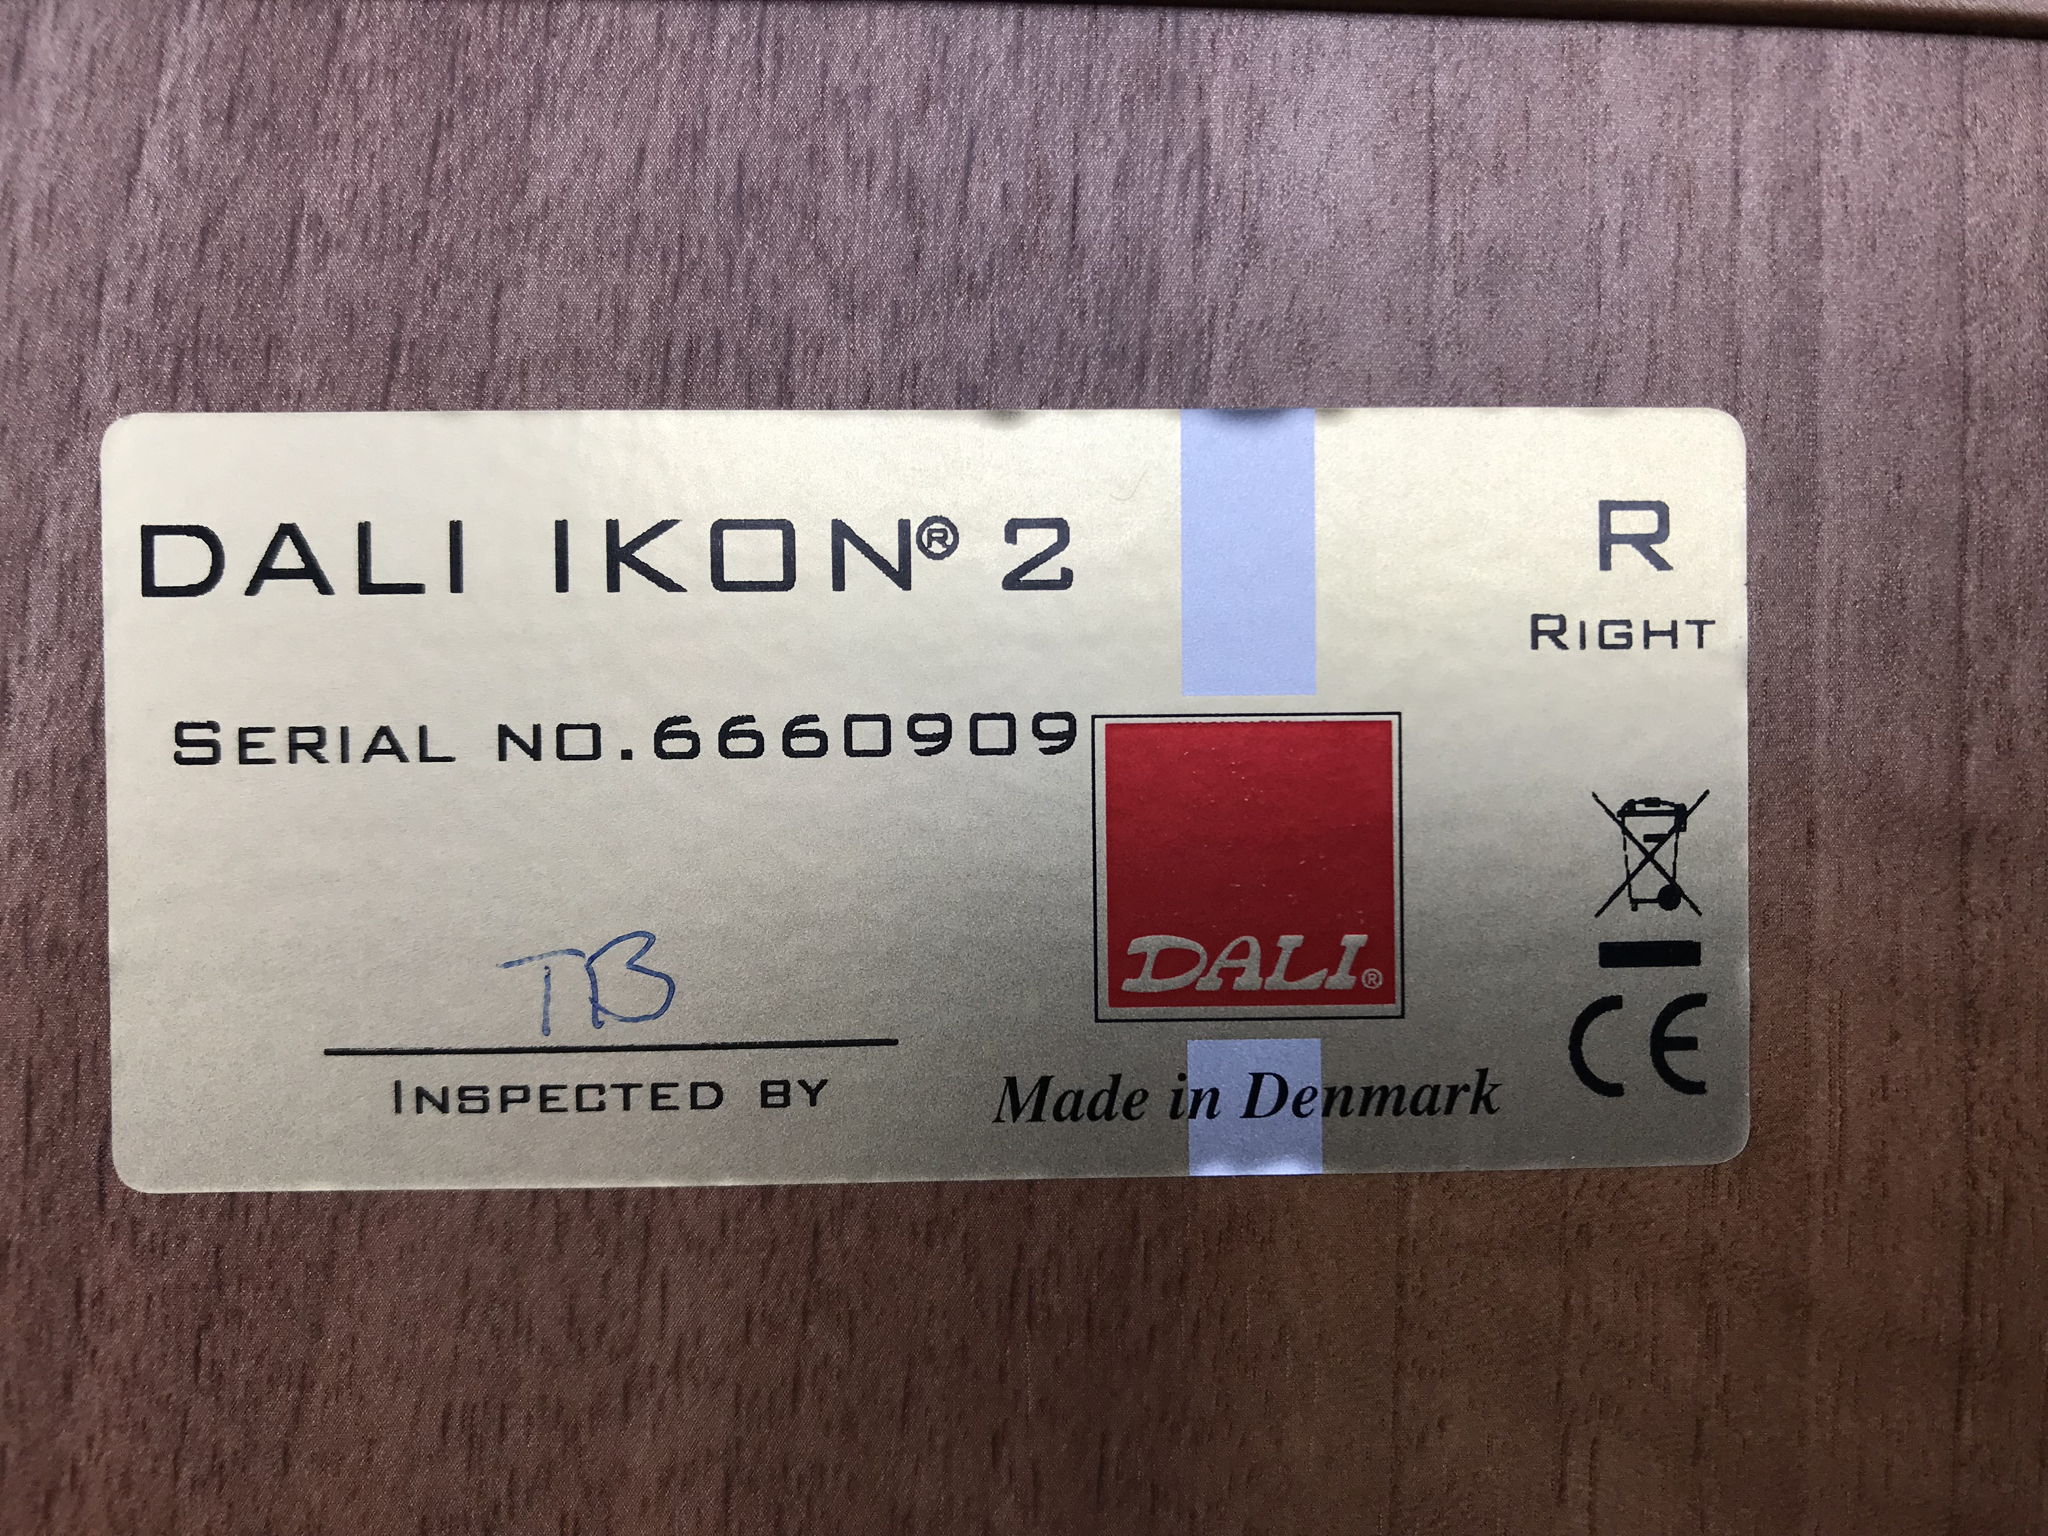 DALI IKON® 2
R
RIGHT
SERIAL NO.6660909
DALI®
TB
INSPECTED BY
Made in Denmark
CE